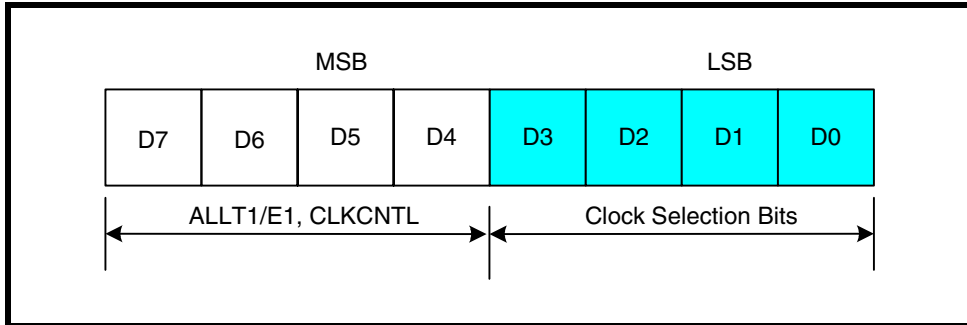 MSB LSB
D7 D6 D5 D4 D3 D2 D1 D0
ALLT1/E1, CLKCNTL Clock Selection Bits